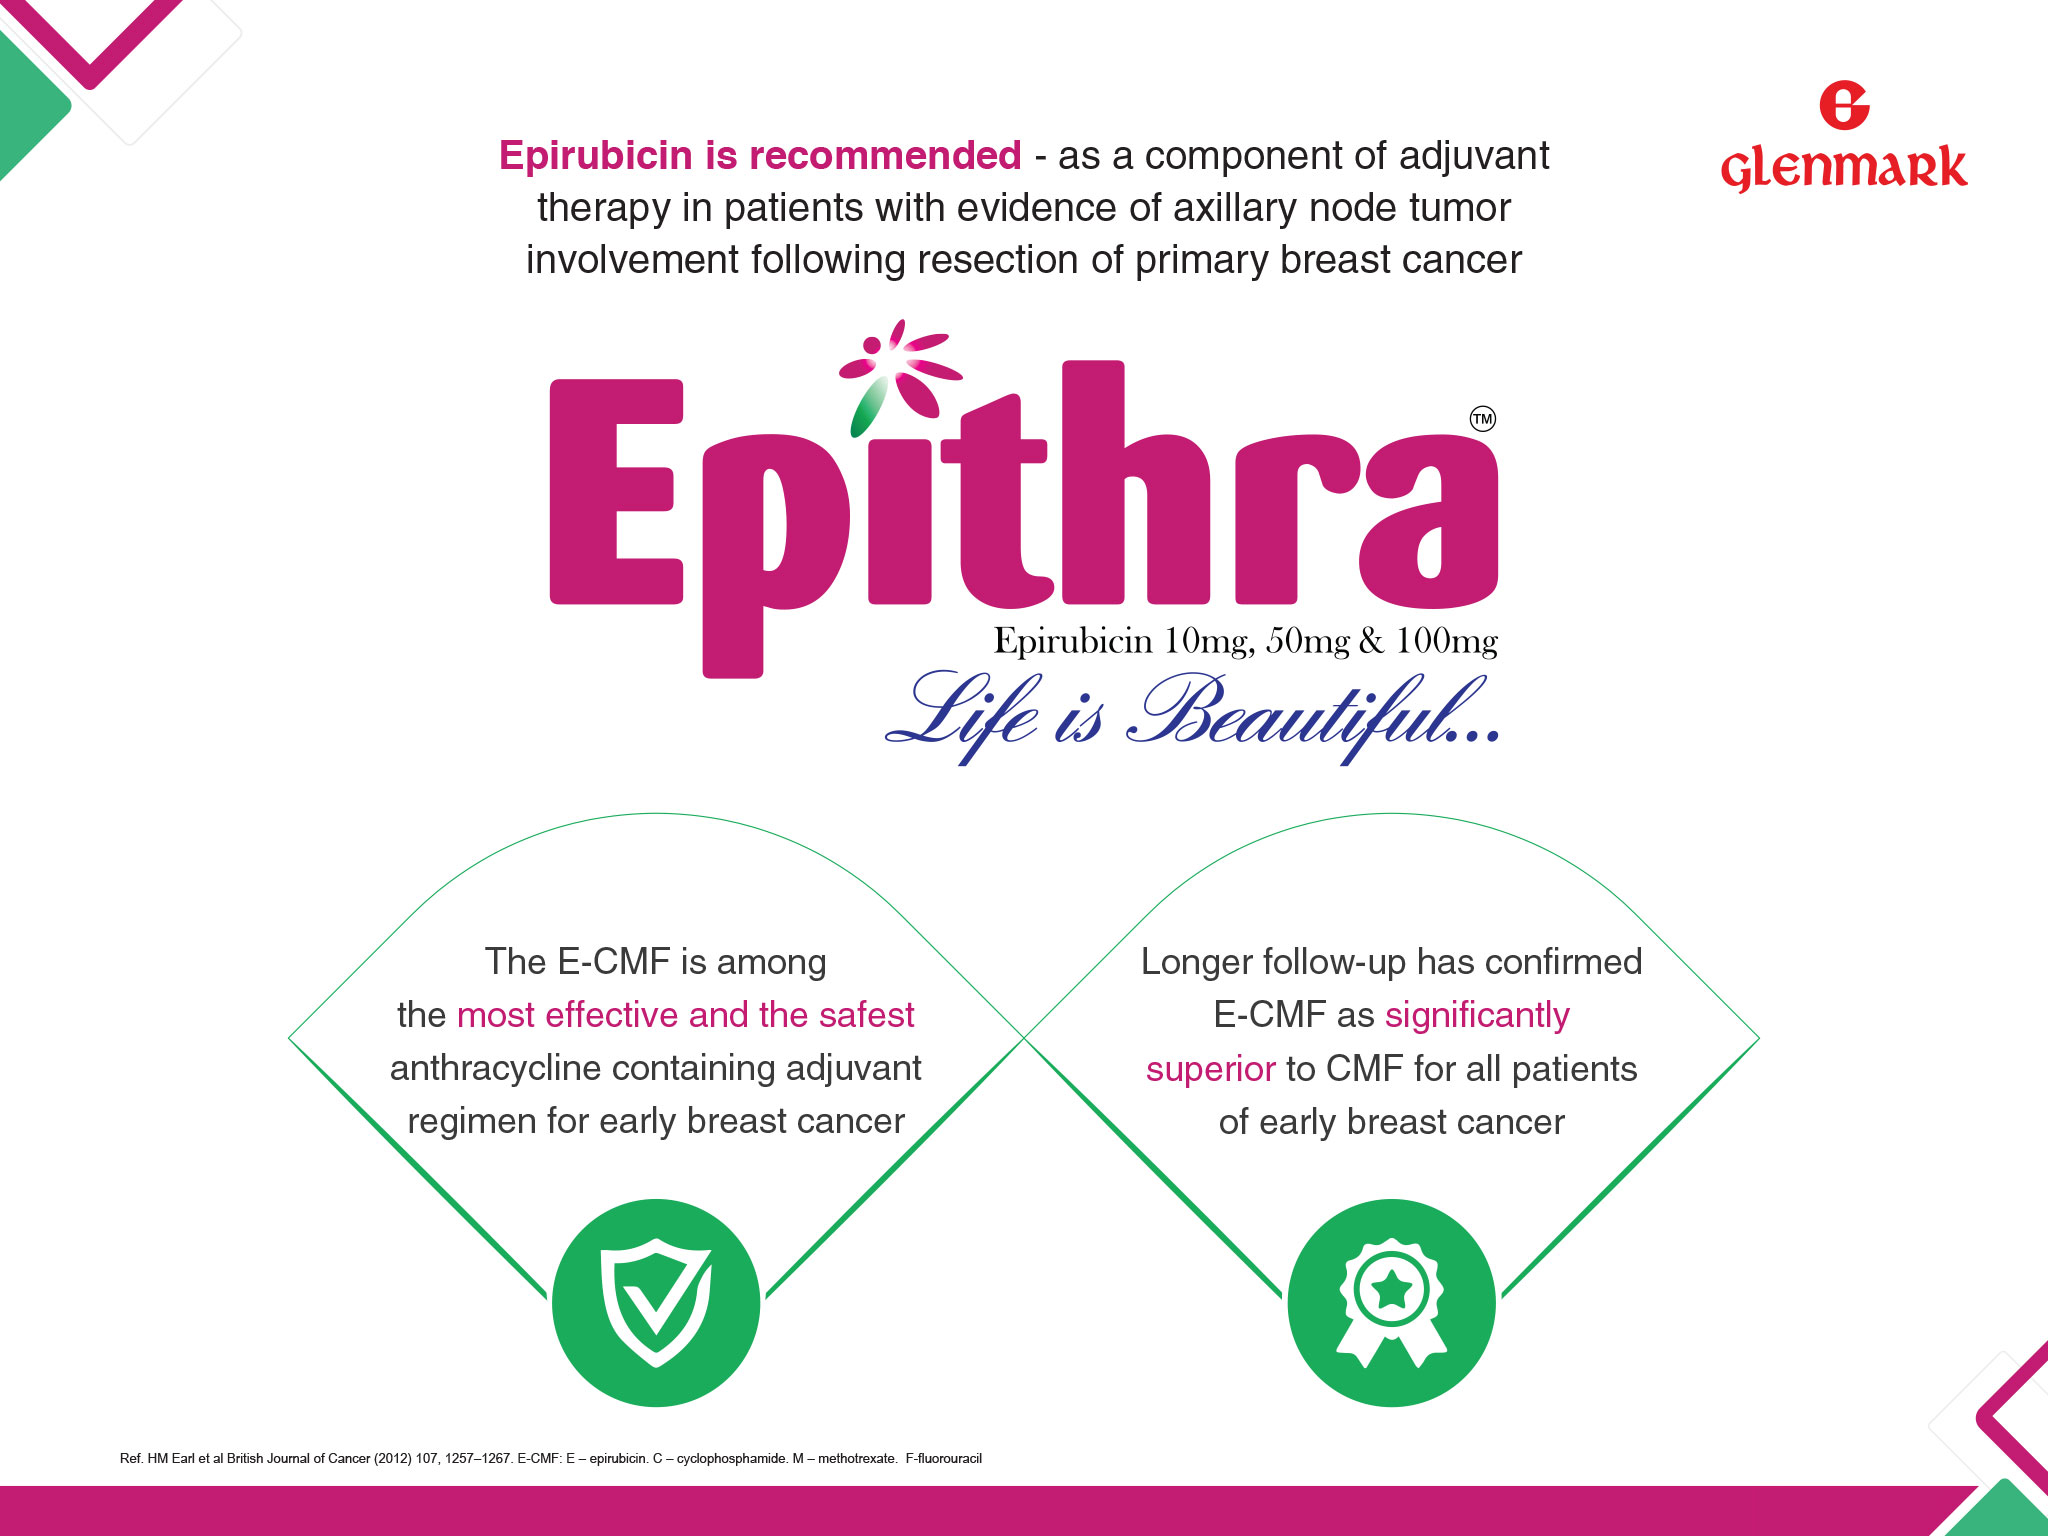 Epirubicin is recommended - as a component of adjuvant
therapy in patients with evidence of axillary node tumor
involvement following resection of primary breast cancer
glenmark
Epithra
TM
Epirubicin 10mg, 50mg & 100mg
Life is Beautiful...
The E-CMF is among
the most effective and the safest
anthracycline containing adjuvant
regimen for early breast cancer
Longer follow-up has confirmed
E-CMF as significantly
superior to CMF for all patients
of early breast cancer
Ref. HM Earl et al British Journal of Cancer (2012) 107, 1257–1267. E-CMF: E – epirubicin. C – cyclophosphamide. M – methotrexate.  F-fluorouracil